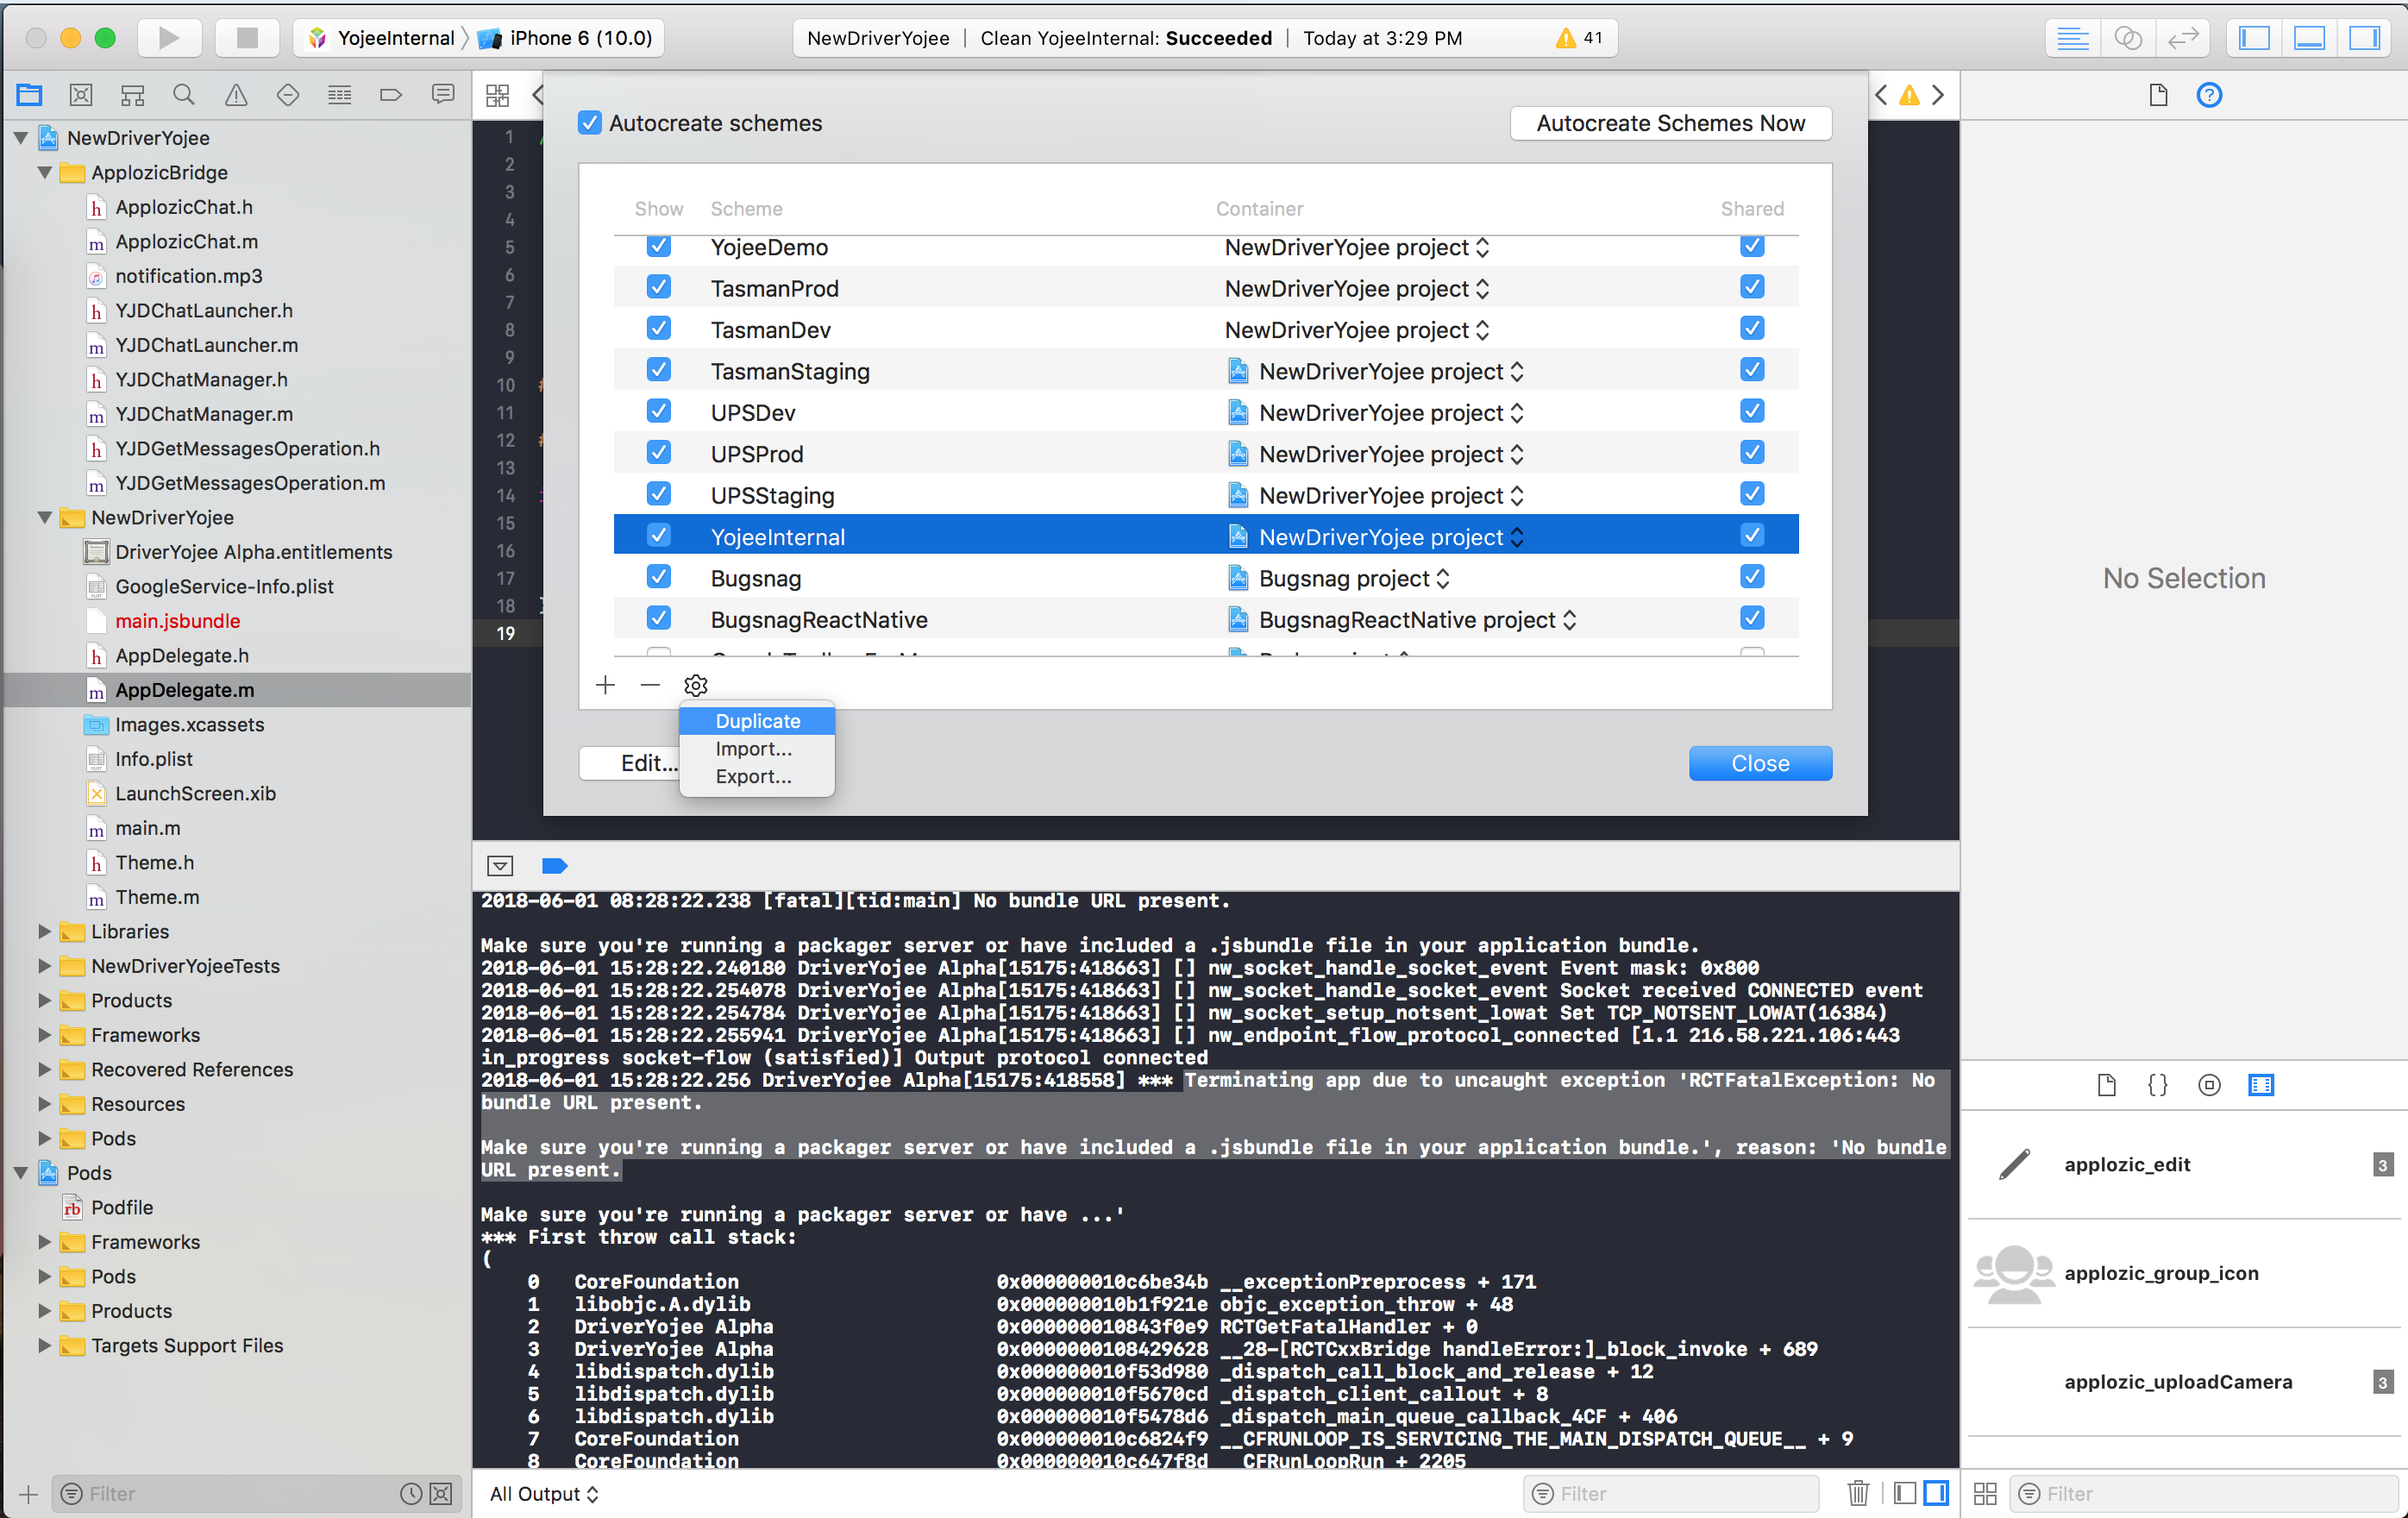 YojeeInternal iPhone 6 (10.0)
NewDriverYojee | Clean YojeeInternal: Succeeded | Today at 3:29 PM 41
NewDriverYojee
ApplozicBridge
ApplozicChat.h
ApplozicChat.m
notification.mp3
YJDChatLauncher.h
YJDChatLauncher.m
YJDChatManager.h
YJDChatManager.m
YJDGetMessagesOperation.h
YJDGetMessagesOperation.m
NewDriverYojee
DriverYojee Alpha.entitlements
GoogleService-Info.plist
main.jsbundle
AppDelegate.h
AppDelegate.m
Images.xcassets
Info.plist
LaunchScreen.xib
main.m
Theme.h
Theme.m
Libraries
NewDriverYojeeTests
Products
Frameworks
Recovered References
Resources
Pods
Pods
Podfile
Frameworks
Pods
Products
Targets Support Files
Filter
1
2
3
4
5
6
7
8
9
10
11
12
13
14
15
16
17
18
19
Autocreate schemes
Autocreate Schemes Now
Show Scheme Container Shared
YojeeDemo NewDriverYojee project
TasmanProd NewDriverYojee project
TasmanDev NewDriverYojee project
TasmanStaging NewDriverYojee project
UPSDev NewDriverYojee project
UPSProd NewDriverYojee project
UPSStaging NewDriverYojee project
YojeeInternal NewDriverYojee project
Bugsnag Bugsnag project
BugsnagReactNative BugsnagReactNative project
Duplicate
Import...
Export...
Edit...
Close
2018-06-01 08:28:22.238 [fatal][tid:main] No bundle URL present.
Make sure you're running a packager server or have included a .jsbundle file in your application bundle.
2018-06-01 15:28:22.240180 DriverYojee Alpha[15175:418663] [] nw_socket_handle_socket_event Event mask: 0x800
2018-06-01 15:28:22.254078 DriverYojee Alpha[15175:418663] [] nw_socket_handle_socket_event Socket received CONNECTED event
2018-06-01 15:28:22.254784 DriverYojee Alpha[15175:418663] [] nw_socket_setup_notsent_lowat Set TCP_NOTSENT_LOWAT(16384)
2018-06-01 15:28:22.255941 DriverYojee Alpha[15175:418663] [] nw_endpoint_flow_protocol_connected [1.1 216.58.221.106:443
in_progress socket-flow (satisfied)] Output protocol connected
2018-06-01 15:28:22.256 DriverYojee Alpha[15175:418558] *** Terminating app due to uncaught exception 'RCTFatalException: No
bundle URL present.
Make sure you're running a packager server or have included a .jsbundle file in your application bundle.', reason: 'No bundle
URL present.
Make sure you're running a packager server or have ...'
*** First throw call stack:
(
0 CoreFoundation 0x000000010c6be34b __exceptionPreprocess + 171
1 libobjc.A.dylib 0x000000010b1f921e objc_exception_throw + 48
2 DriverYojee Alpha 0x000000010843f0e9 RCTGetFatalHandler + 0
3 DriverYojee Alpha 0x0000000108429628 __28-[RCTCxxBridge handleError:]_block_invoke + 689
4 libdispatch.dylib 0x000000010f53d980 _dispatch_call_block_and_release + 12
5 libdispatch.dylib 0x000000010f5670cd _dispatch_client_callout + 8
6 libdispatch.dylib 0x000000010f5478d6 _dispatch_main_queue_callback_4CF + 406
7 CoreFoundation 0x000000010c6824f9 __CFRUNLOOP_IS_SERVICING_THE_MAIN_DISPATCH_QUEUE__ + 9
8 CoreFoundation 0x000000010c647f8d __CFRunLoopRun + 2205
All Output
Filter
No Selection
applozic_edit 3
applozic_group_icon
applozic_uploadCamera 3
Filter